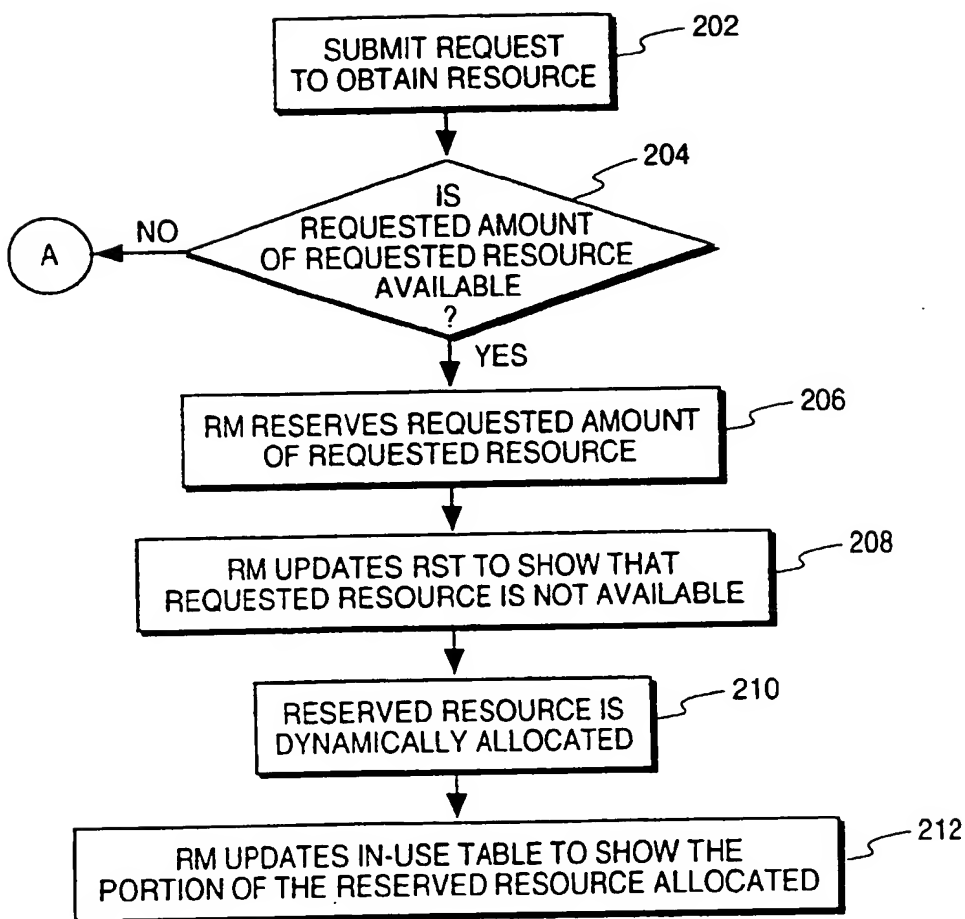 SUBMIT REQUEST
TO OBTAIN RESOURCE
202
IS
REQUESTED AMOUNT
OF REQUESTED RESOURCE
AVAILABLE
?
204
NO
A
YES
RM RESERVES REQUESTED AMOUNT
OF REQUESTED RESOURCE
206
RM UPDATES RST TO SHOW THAT
REQUESTED RESOURCE IS NOT AVAILABLE
208
RESERVED RESOURCE IS
DYNAMICALLY ALLOCATED
210
RM UPDATES IN-USE TABLE TO SHOW THE
PORTION OF THE RESERVED RESOURCE ALLOCATED
212